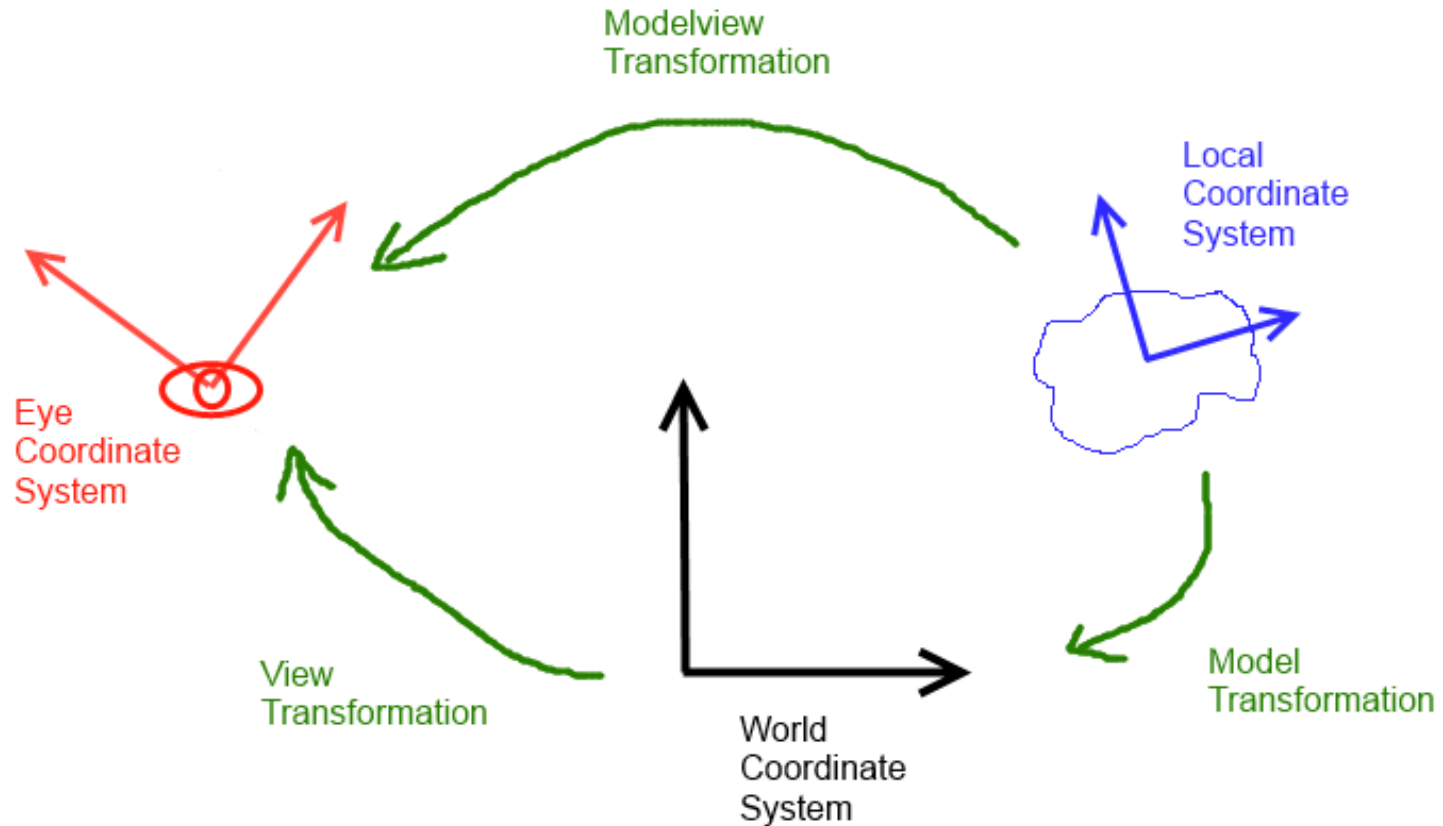 Modelview
Transformation
Local
Coordinate
System
Eye
Coordinate
System
View
Transformation
Model
Transformation
World
Coordinate
System